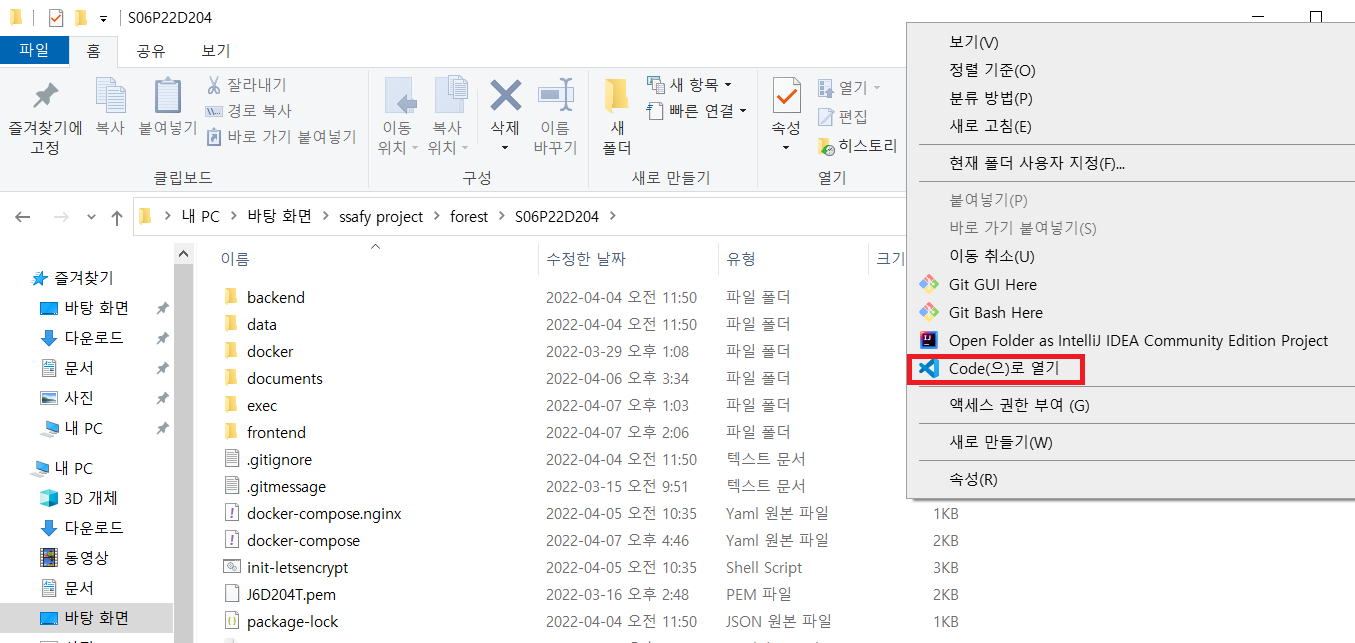 S06P22D204
파일 홈 공유 보기
즐겨찾기에 고정
복사
붙여넣기
잘라내기
경로 복사
바로 가기 붙여넣기
클립보드
이동 위치
복사 위치
삭제
이름 바꾸기
구성
새 폴더
새 항목
빠른 연결
새로 만들기
속성
열기
편집
히스토리
열기
내 PC > 바탕 화면 > ssafy project > forest > S06P22D204
즐겨찾기
바탕 화면
다운로드
문서
사진
내 PC
내 PC
3D 개체
다운로드
동영상
문서
바탕 화면
이름 수정한 날짜 유형 크기
backend 2022-04-04 오전 11:50 파일 폴더
data 2022-04-04 오전 11:50 파일 폴더
docker 2022-03-29 오후 1:08 파일 폴더
documents 2022-04-06 오후 3:34 파일 폴더
exec 2022-04-07 오후 1:03 파일 폴더
frontend 2022-04-07 오후 2:06 파일 폴더
.gitignore 2022-04-04 오전 11:50 텍스트 문서
.gitmessage 2022-03-15 오전 9:51 텍스트 문서
docker-compose.nginx 2022-04-05 오전 10:35 Yaml 원본 파일 1KB
docker-compose 2022-04-07 오후 4:46 Yaml 원본 파일 2KB
init-letsencrypt 2022-04-05 오전 10:35 Shell Script 3KB
J6D204T.pem 2022-03-16 오후 2:48 PEM 파일 2KB
package-lock 2022-04-04 오전 11:50 JSON 원본 파일 1KB
보기(V)
정렬 기준(O)
분류 방법(P)
새로 고침(E)
현재 폴더 사용자 지정(F)...
붙여넣기(P)
바로 가기 붙여넣기(S)
이동 취소(U)
Git GUI Here
Git Bash Here
Open Folder as IntelliJ IDEA Community Edition Project
Code(으)로 열기
액세스 권한 부여 (G)
새로 만들기(W)
속성(R)